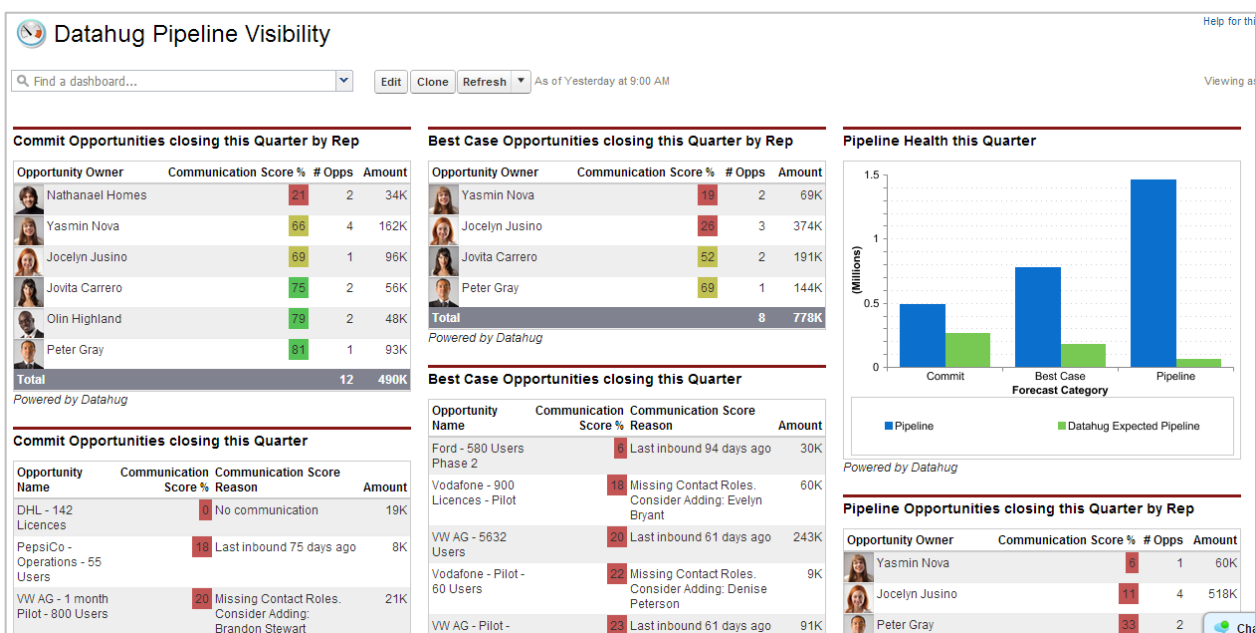 Datahug Pipeline Visibility
Help for thi
Find a dashboard...
Edit Clone Refresh As of Yesterday at 9:00 AM
Viewing as
Commit Opportunities closing this Quarter by Rep
Opportunity Owner Communication Score % # Opps Amount
Nathanael Homes 21 2 34K
Yasmin Nova 66 4 162K
Jocelyn Jusino 69 1 96K
Jovita Carrero 75 2 56K
Olin Highland 79 2 48K
Peter Gray 81 1 93K
Total 12 490K
Powered by Datahug
Commit Opportunities closing this Quarter
Opportunity Communication Communication Score
Name Score % Reason Amount
DHL - 142 0 No communication 19K
Licences
PepsiCo - 18 Last inbound 75 days ago 8K
Operations - 55
Users
VW AG - 1 month 20 Missing Contact Roles. 21K
Pilot - 800 Users Consider Adding:
Brandon Stewart
Best Case Opportunities closing this Quarter by Rep
Opportunity Owner Communication Score % # Opps Amount
Yasmin Nova 19 2 69K
Jocelyn Jusino 26 3 374K
Jovita Carrero 52 2 191K
Peter Gray 69 1 144K
Total 8 778K
Powered by Datahug
Best Case Opportunities closing this Quarter
Opportunity Communication Communication Score
Name Score % Reason Amount
Ford - 580 Users 6 Last inbound 94 days ago 30K
Phase 2
Vodafone - 900 18 Missing Contact Roles. 60K
Licences - Pilot Consider Adding: Evelyn
Bryant
VW AG - 5632 20 Last inbound 61 days ago 243K
Users
Vodafone - Pilot - 22 Missing Contact Roles. 9K
60 Users Consider Adding: Denise
Peterson
VW AG - Pilot - 23 Last inbound 61 days ago 91K
Pipeline Health this Quarter
1.5
1
0.5
0
(Millions)
Commit Best Case Pipeline
Forecast Category
Pipeline Datahug Expected Pipeline
Powered by Datahug
Pipeline Opportunities closing this Quarter by Rep
Opportunity Owner Communication Score % # Opps Amount
Yasmin Nova 6 1 60K
Jocelyn Jusino 11 4 518K
Peter Gray 33 2
Cha